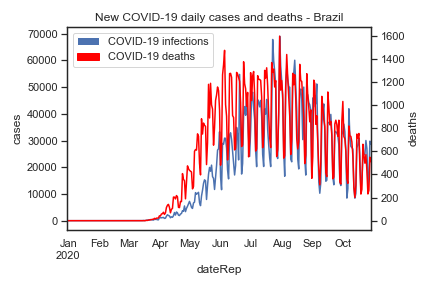 New COVID-19 daily cases and deaths - Brazil
COVID-19 infections
COVID-19 deaths
70000
60000
50000
40000
30000
20000
10000
0
cases
1600
1400
1200
1000
800
600
400
200
0
deaths
Jan Feb Mar Apr May Jun Jul Aug Sep Oct
2020
dateRep